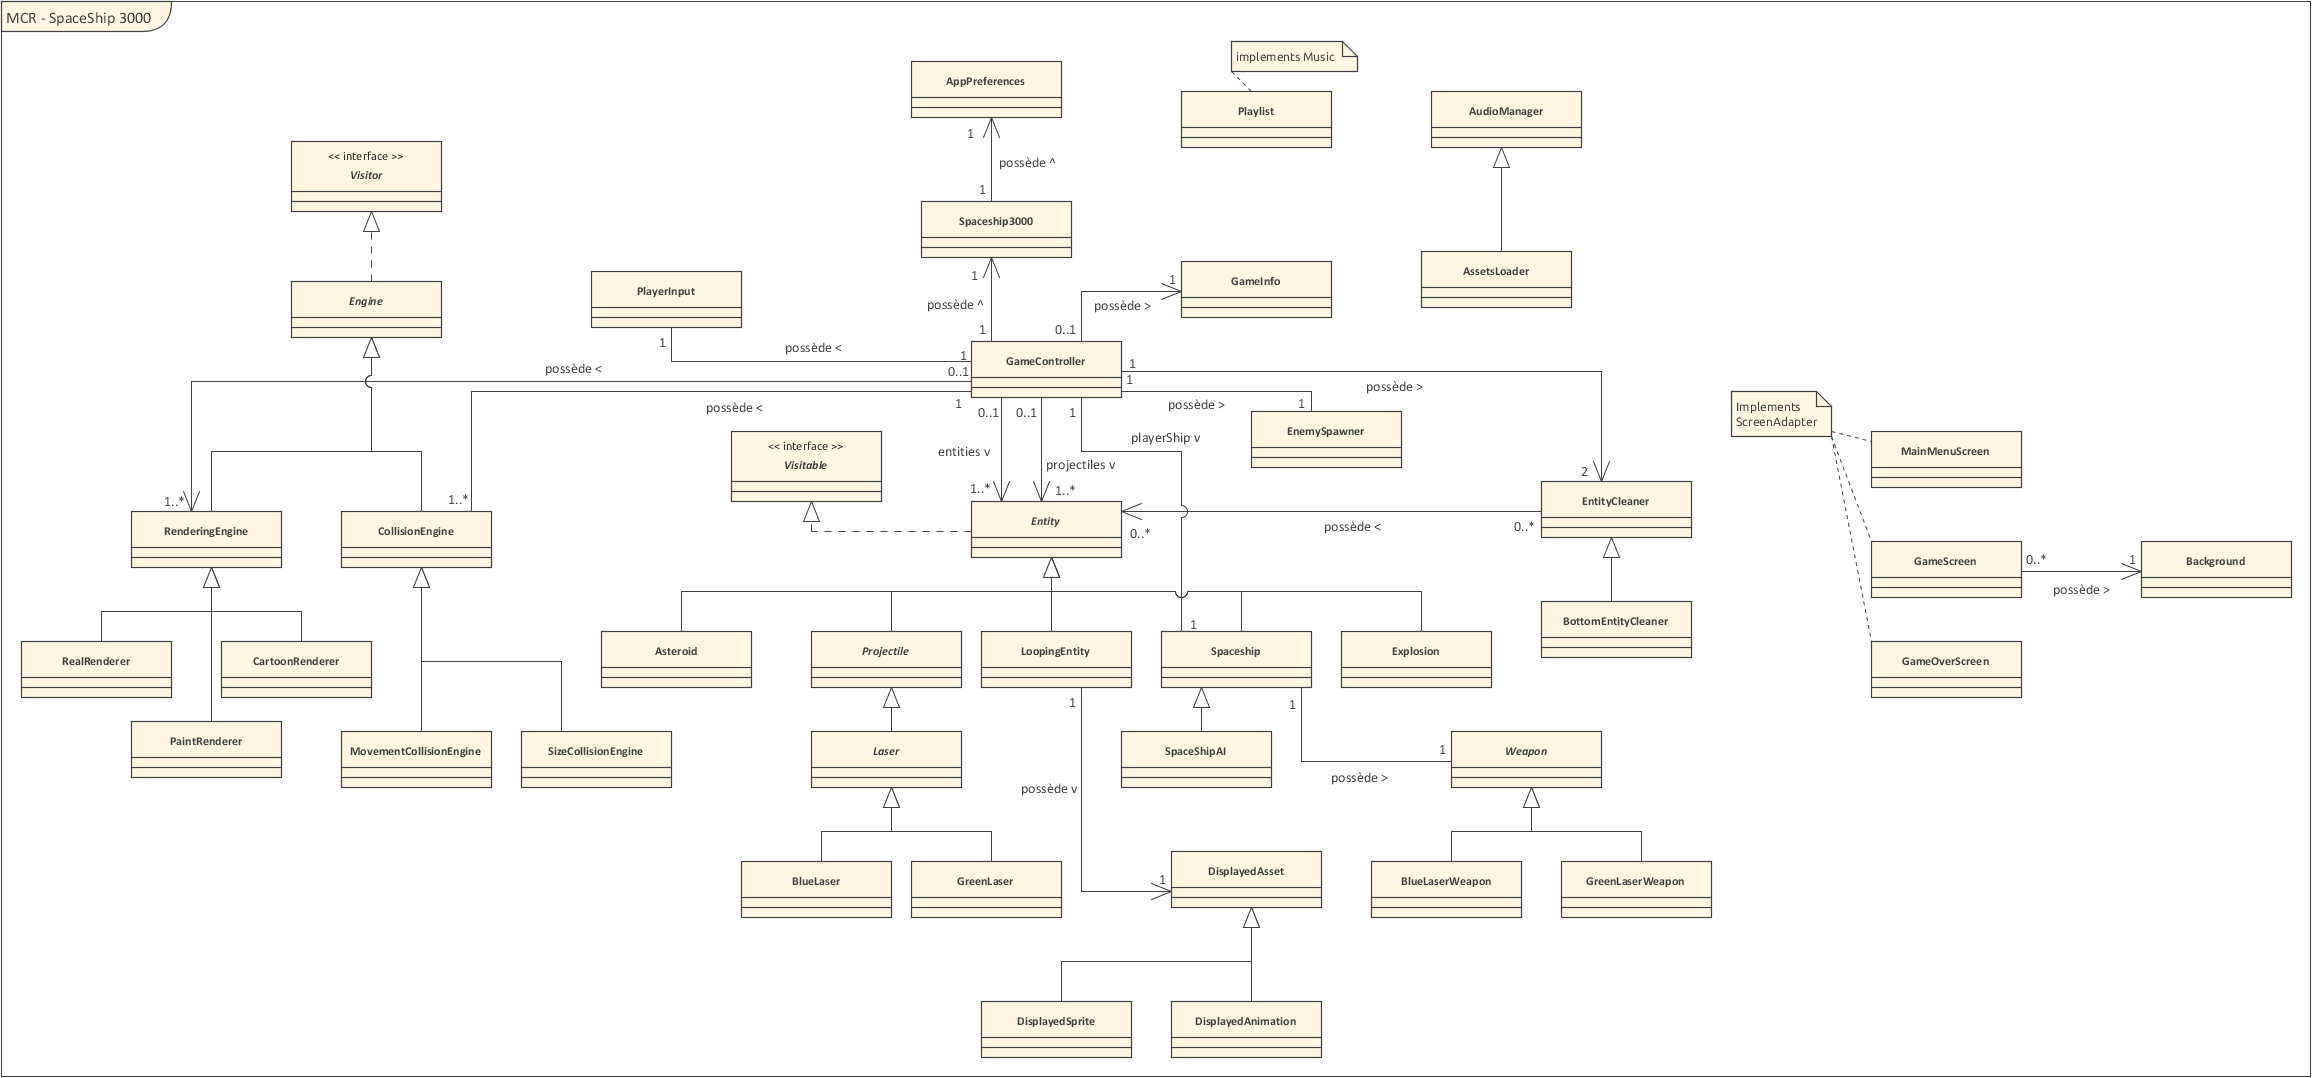 MCR - SpaceShip 3000
implements Music
AppPreferences
Playlist
AudioManager
1
possède ^
1
<< interface >>
Visitor
Spaceship3000
AssetsLoader
1
possède ^
1
PlayerInput
GameInfo
1
possède >
0..1
Engine
1
possède <
1
GameController
possède <
0..1
1
possède >
2
1
possède >
1
EnemySpawner
possède <
1
1..*
1..*
0..1
entities v
1..*
0..1
projectiles v
1..*
1
playerShip v
1
<< interface >>
Visitable
Implements
ScreenAdapter
MainMenuScreen
RenderingEngine
CollisionEngine
Entity
0..*
possède <
0..*
EntityCleaner
GameScreen
0..*
possède >
1
Background
RealRenderer
CartoonRenderer
Asteroid
Projectile
LoopingEntity
Spaceship
Explosion
BottomEntityCleaner
GameOverScreen
PaintRenderer
MovementCollisionEngine
SizeCollisionEngine
Laser
1
possède v
1
SpaceShipAI
1
possède >
1
Weapon
BlueLaser
GreenLaser
DisplayedAsset
BlueLaserWeapon
GreenLaserWeapon
DisplayedSprite
DisplayedAnimation